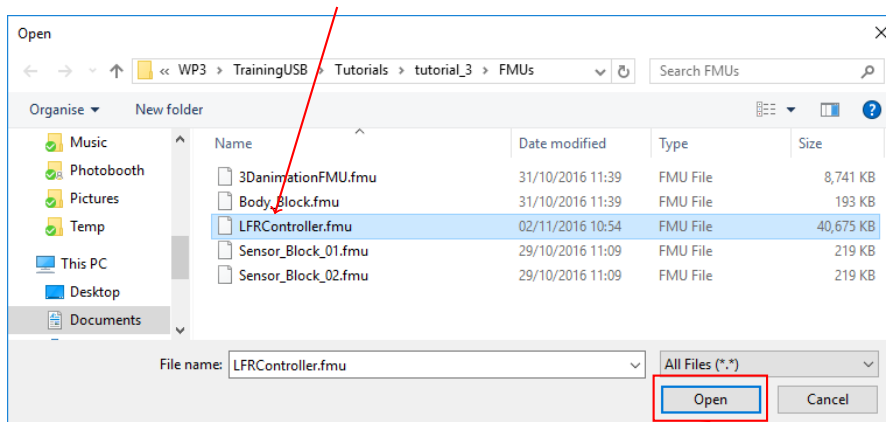 Open
« WP3 > TrainingUSB > Tutorials > tutorial_3 > FMUs
Search FMUs
Organise
New folder
Name
Date modified
Type
Size
Music
Photobooth
Pictures
Temp
This PC
Desktop
Documents
3DanimationFMU.fmu 31/10/2016 11:39 FMU File 8,741 KB
Body_Block.fmu 31/10/2016 11:39 FMU File 193 KB
LFRController.fmu 02/11/2016 10:54 FMU File 40,675 KB
Sensor_Block_01.fmu 29/10/2016 11:09 FMU File 219 KB
Sensor_Block_02.fmu 29/10/2016 11:09 FMU File 219 KB
File name: LFRController.fmu
All Files (*.*)
Open
Cancel